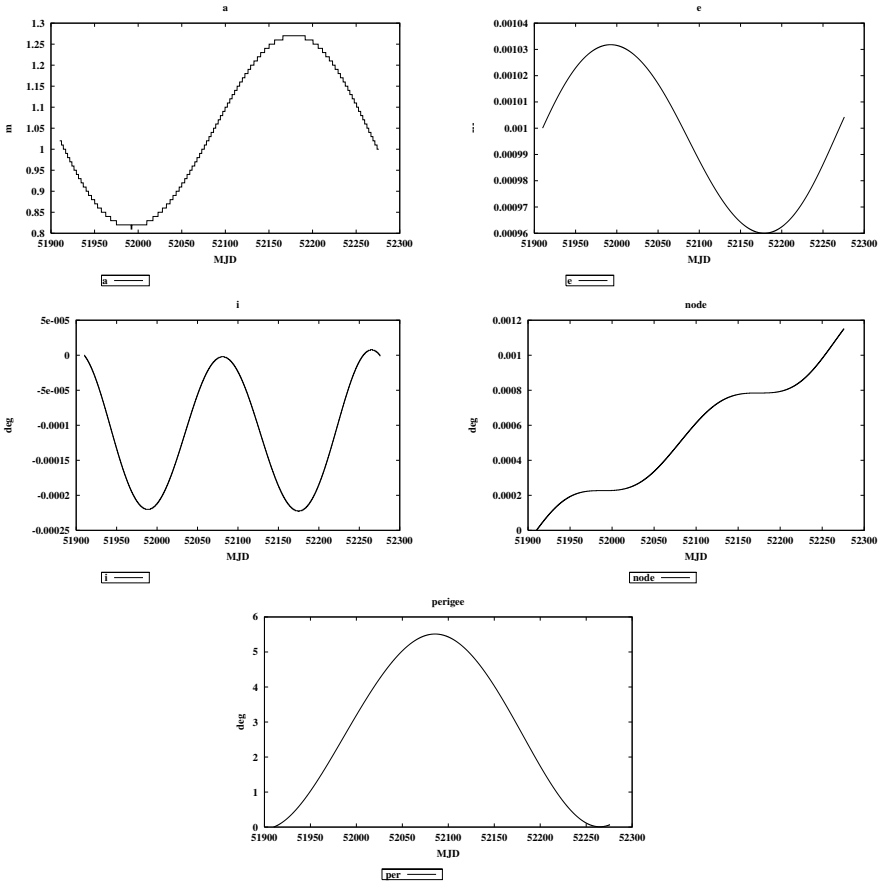 a
1.3
1.25
1.2
1.15
1.1
1.05
1
0.95
0.9
0.85
0.8
m
51900 51950 52000 52050 52100 52150 52200 52250 52300
MJD
a
e
0.00104
0.00103
0.00102
0.00101
0.001
0.00099
0.00098
0.00097
0.00096
51900 51950 52000 52050 52100 52150 52200 52250 52300
MJD
e
i
5e-005
0
-5e-005
-0.0001
-0.00015
-0.0002
-0.00025
deg
51900 51950 52000 52050 52100 52150 52200 52250 52300
MJD
i
node
0.0012
0.001
0.0008
0.0006
0.0004
0.0002
0
deg
51900 51950 52000 52050 52100 52150 52200 52250 52300
MJD
node
perigee
6
5
4
3
2
1
0
deg
51900 51950 52000 52050 52100 52150 52200 52250 52300
MJD
per